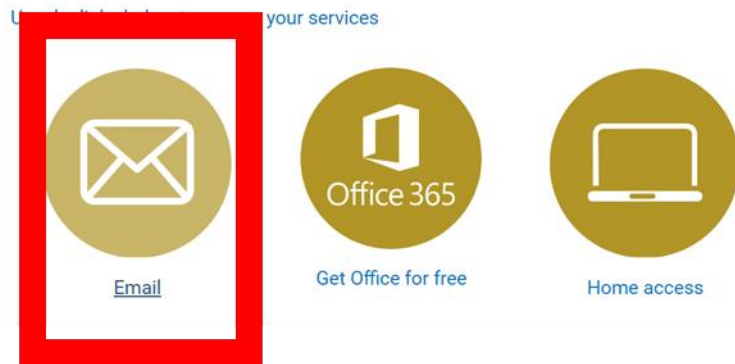 your services
Office 365
Email
Get Office for free
Home access